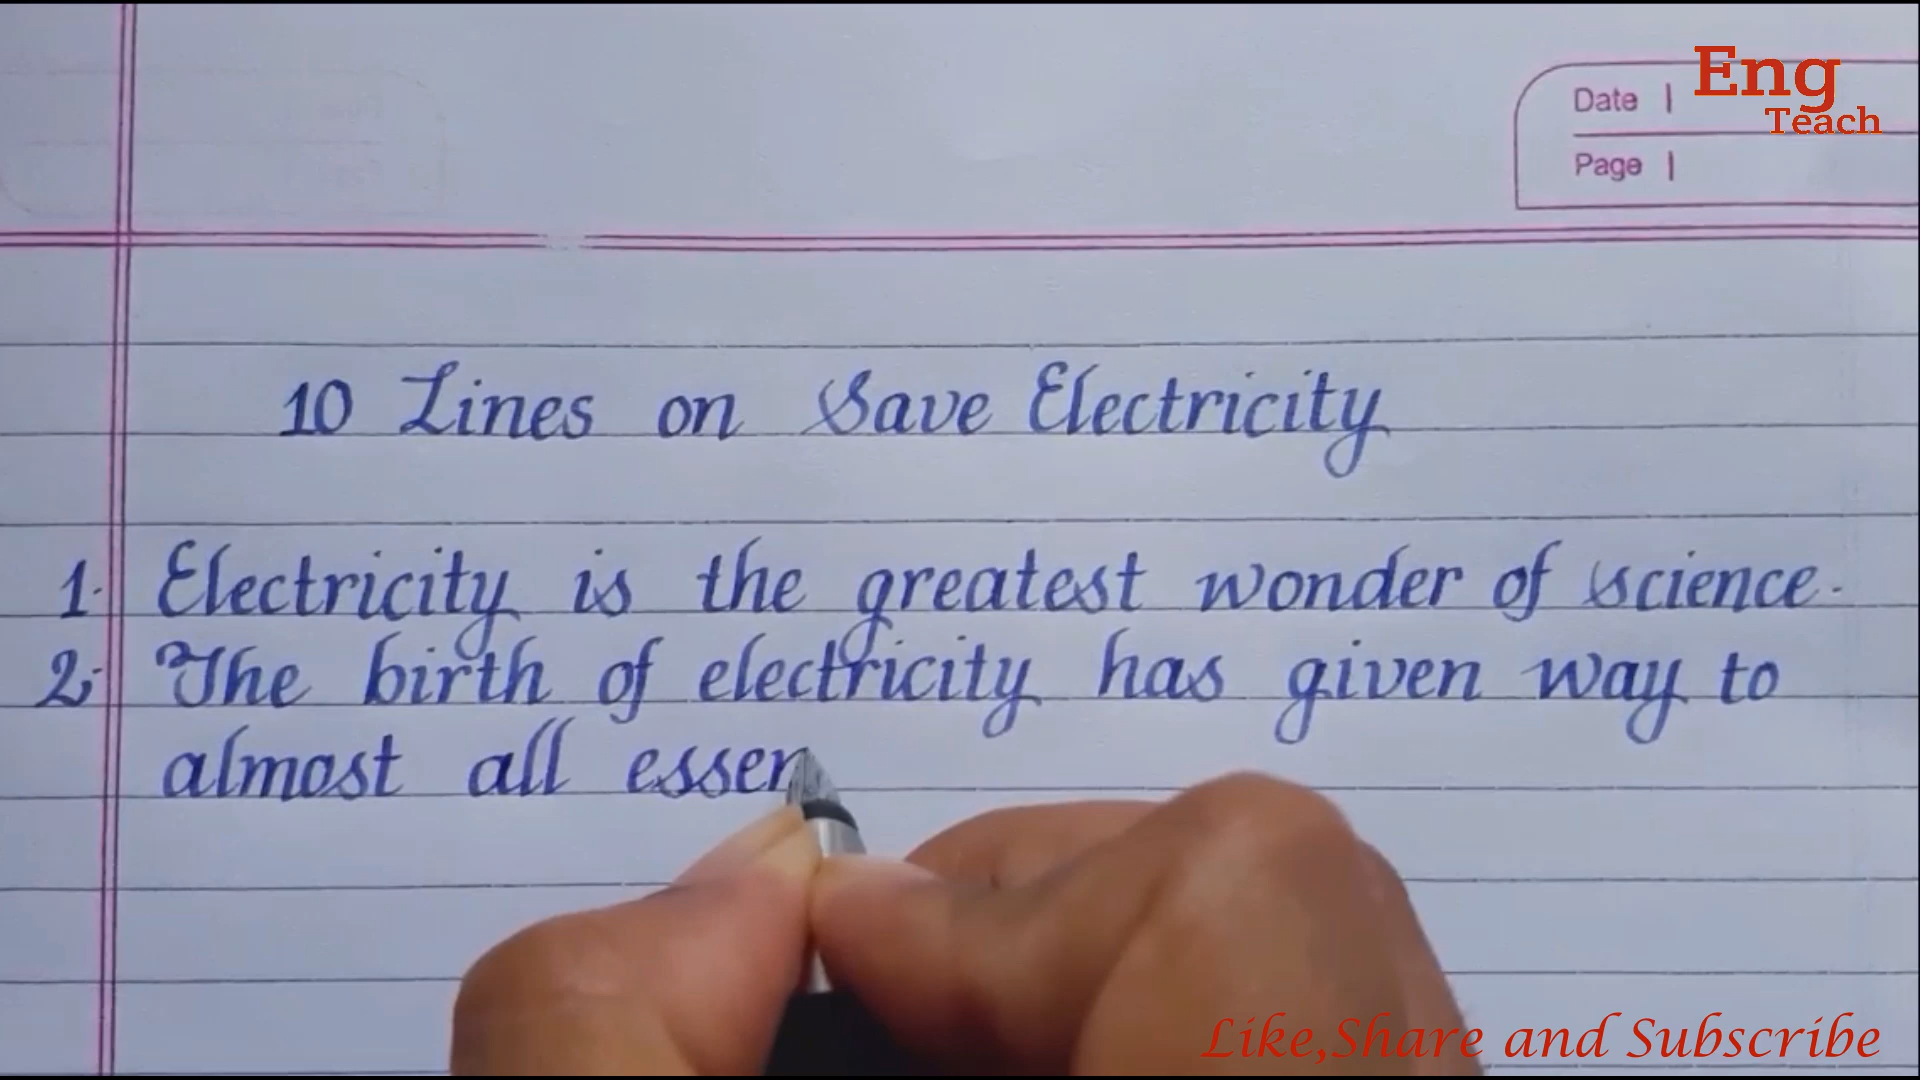 Eng
Teach
Date |
Page |
10 Lines on Save Electricity
1. Electricity is the greatest wonder of science.
2. The birth of electricity has given way to
almost all essen
Like,Share and Subscribe